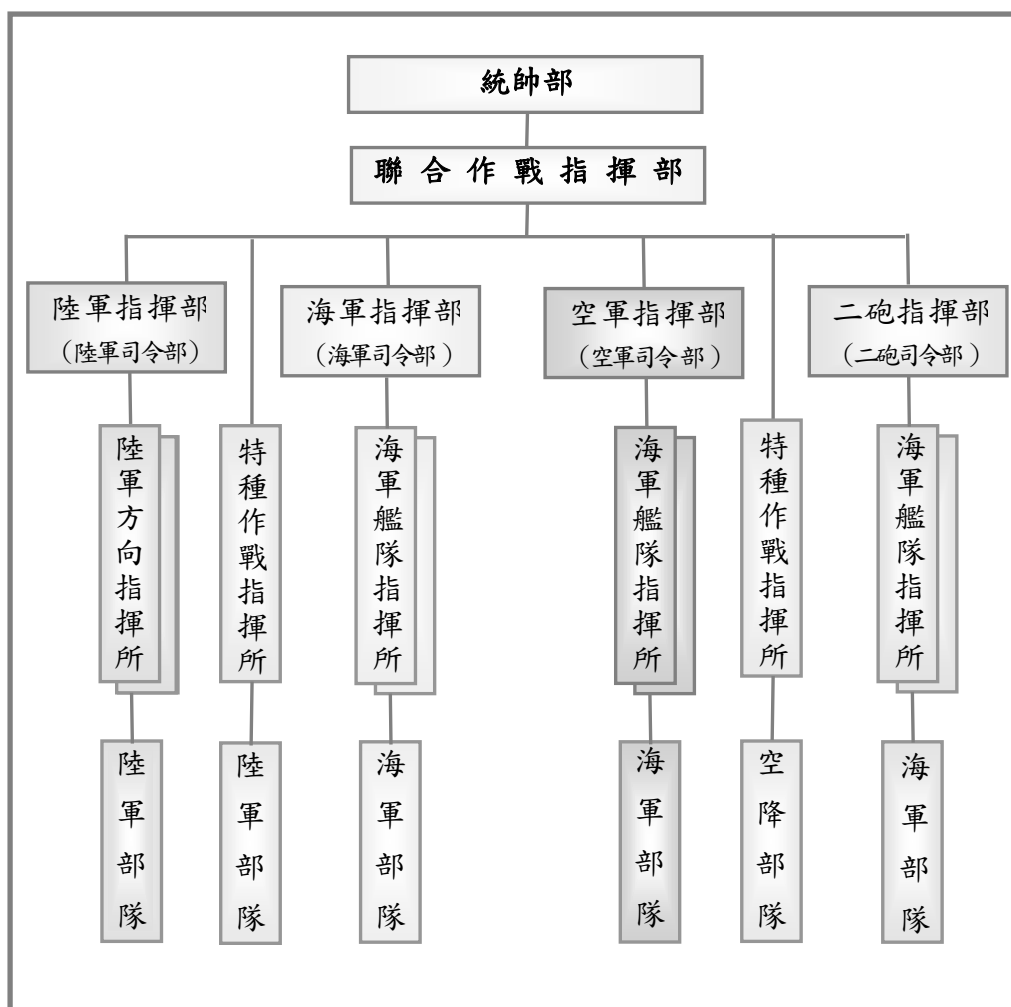 統帥部
聯合作戰指揮部
陸軍指揮部
（陸軍司令部）
海軍指揮部
（海軍司令部）
空軍指揮部
（空軍司令部）
二砲指揮部
（二砲司令部）
陸軍方向指揮所
特種作戰指揮所
海軍艦隊指揮所
海軍艦隊指揮所
特種作戰指揮所
海軍艦隊指揮所
陸軍部隊
陸軍部隊
海軍部隊
海軍部隊
空降部隊
海軍部隊